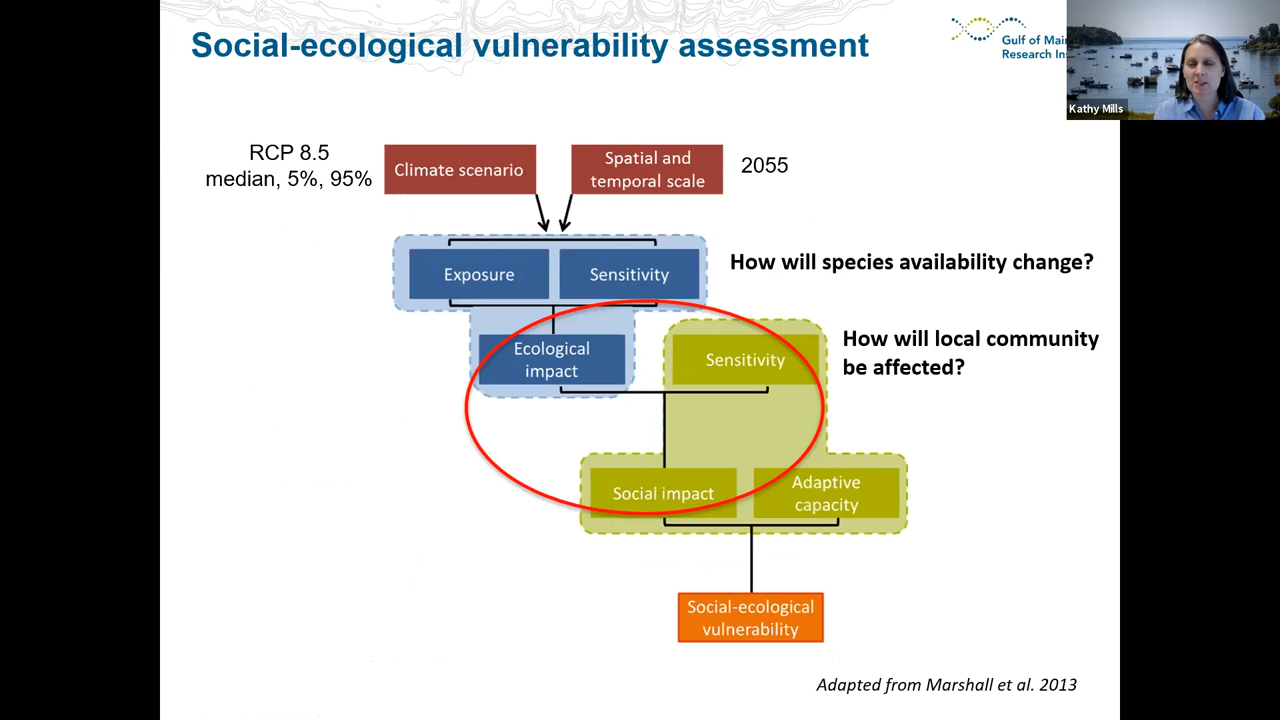 Social-ecological vulnerability assessment
Gulf of Main
Research Ins
Kathy Mills
RCP 8.5
median, 5%, 95%
Climate scenario
Spatial and
temporal scale
2055
Exposure
Sensitivity
How will species availability change?
Ecological
impact
Sensitivity
How will local community
be affected?
Social impact
Adaptive
capacity
Social-ecological
vulnerability
Adapted from Marshall et al. 2013